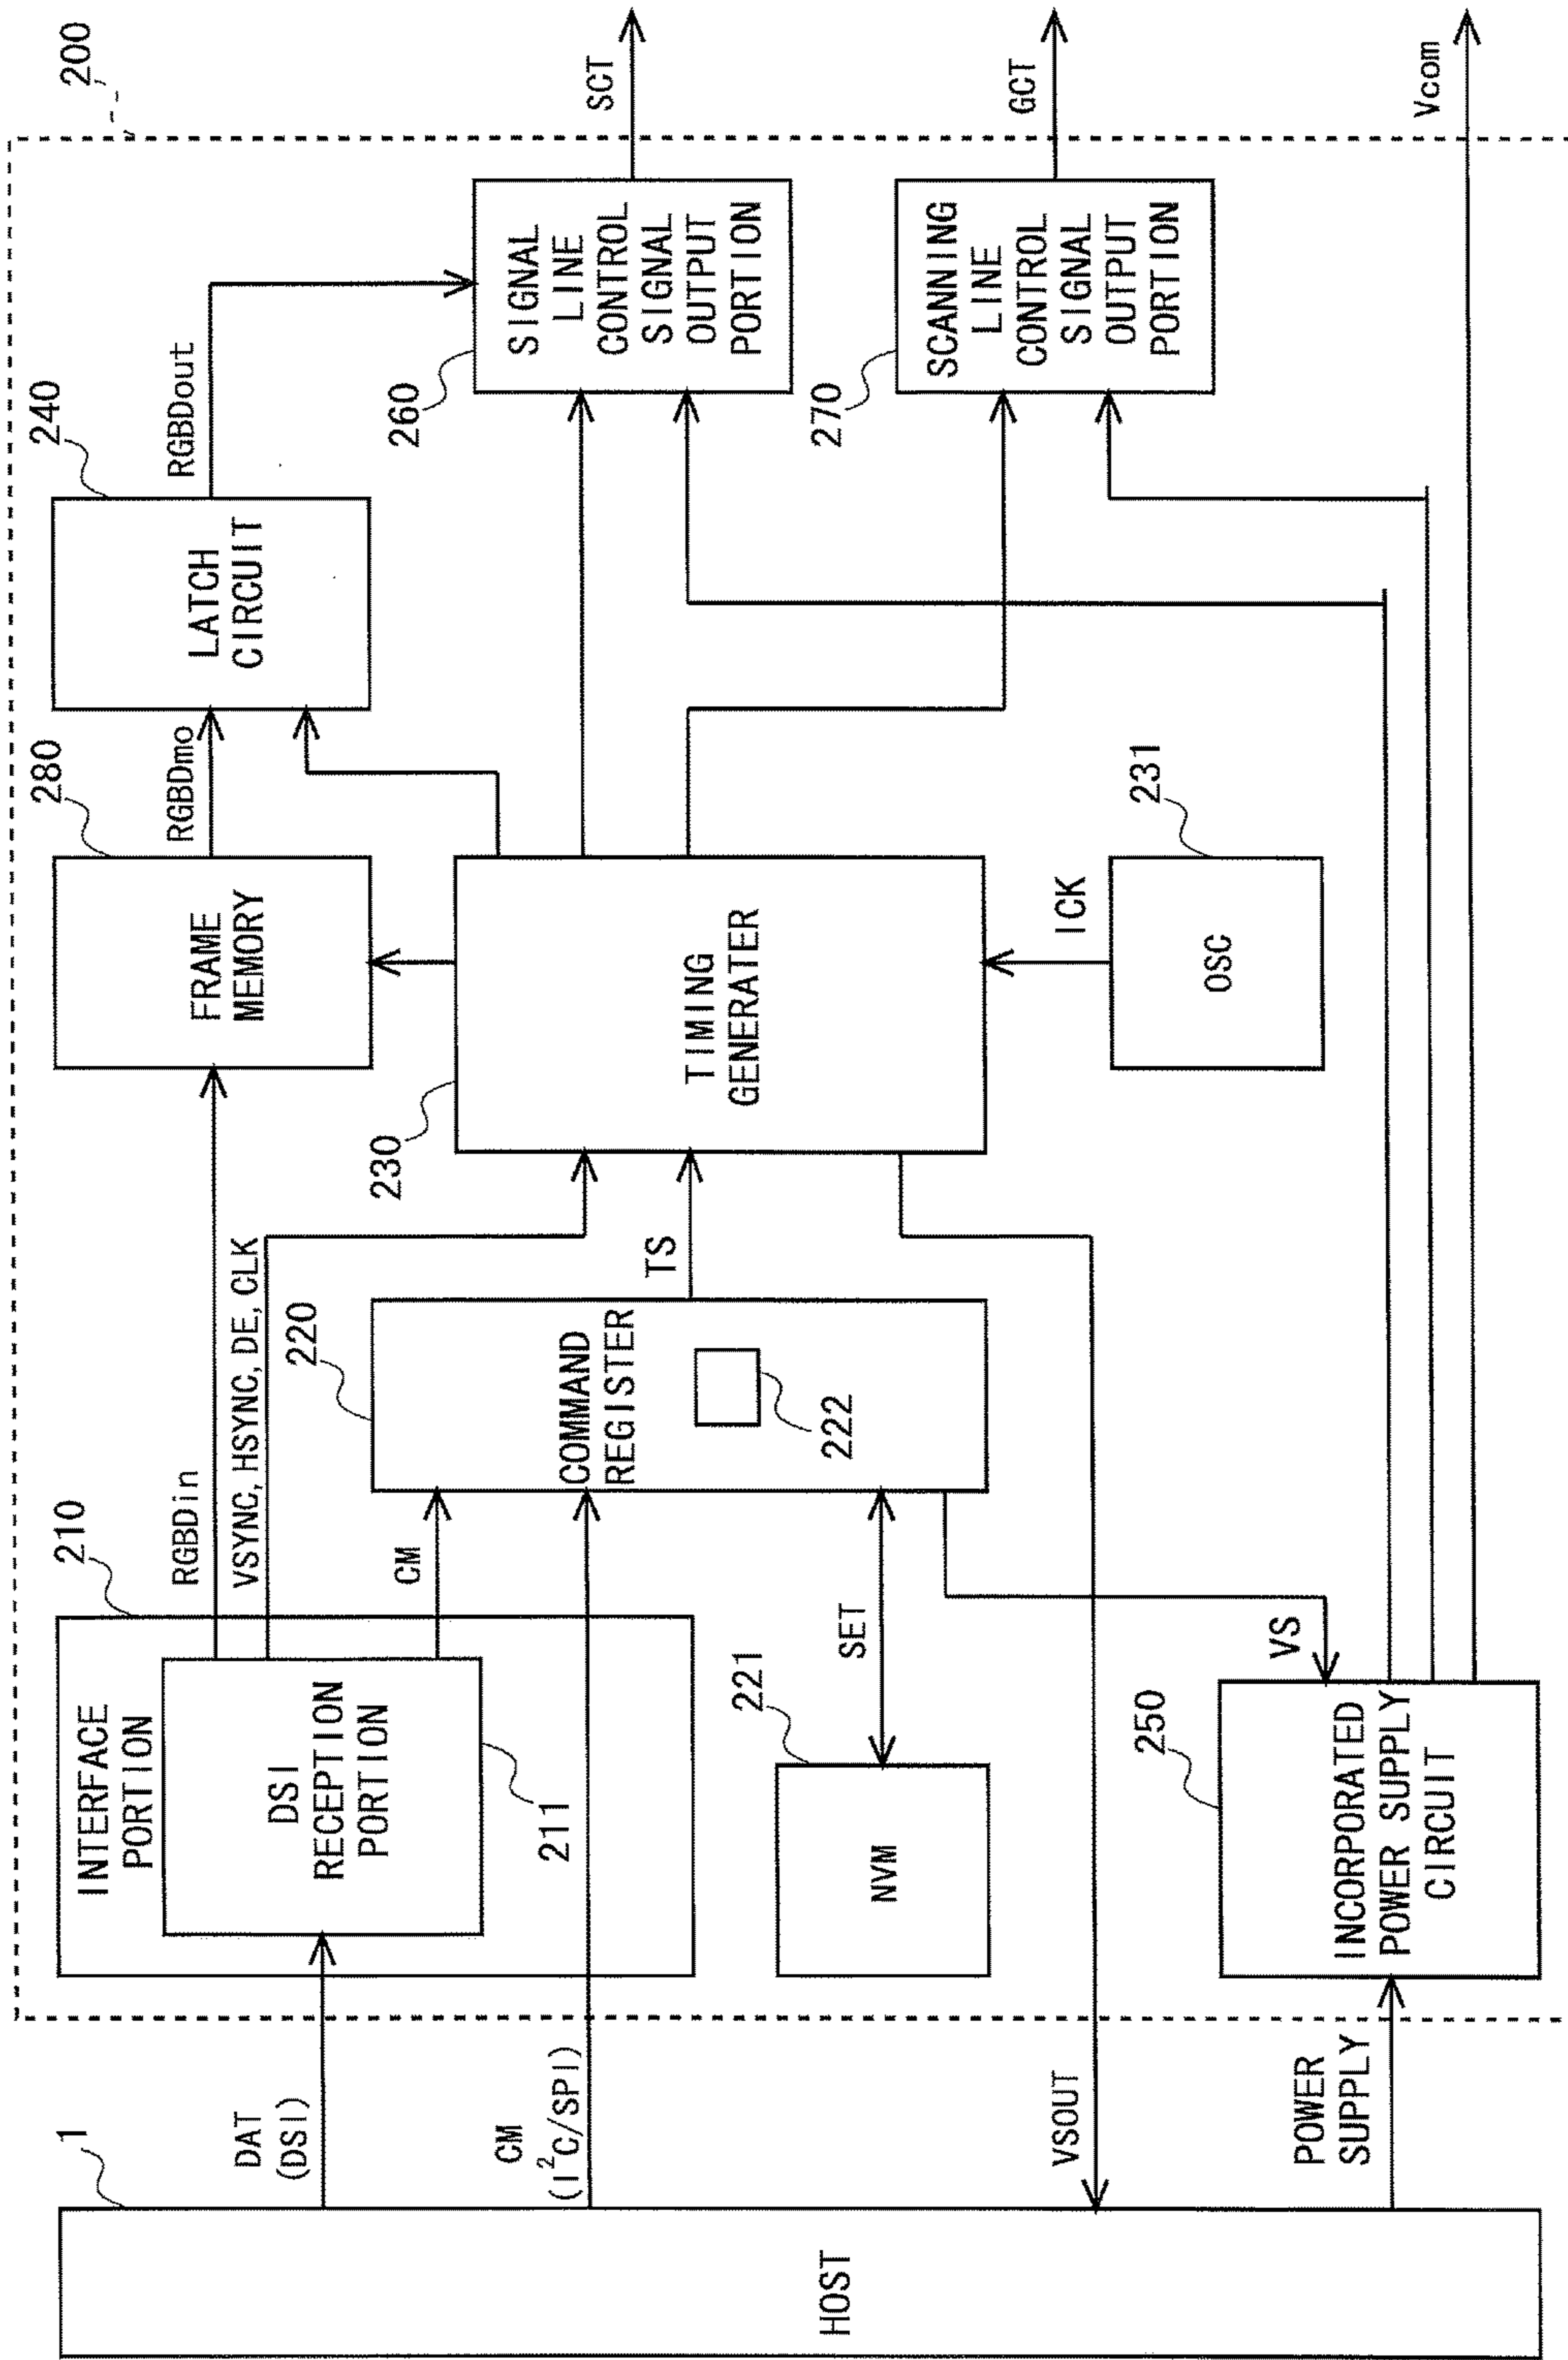 1
HOST
DAT
(DSI)
CM
(I²C/SPI)
VSOUT
POWER
SUPPLY
200
210
INTERFACE
PORTION
DSI
RECEPTION
PORTION
211
RGBDin
VSYNC, HSYNC, DE, CLK
CM
221
NVM
SET
250
INCORPORATED
POWER SUPPLY
CIRCUIT
VS
220
COMMAND
REGISTER
222
TS
230
TIMING
GENERATER
280
FRAME
MEMORY
RGBDmo
231
OSC
ICK
240
LATCH
CIRCUIT
RGBDout
260
SIGNAL
LINE
CONTROL
SIGNAL
OUTPUT
PORTION
SCT
270
SCANNING
LINE
CONTROL
SIGNAL
OUTPUT
PORTION
GCT
Vcom